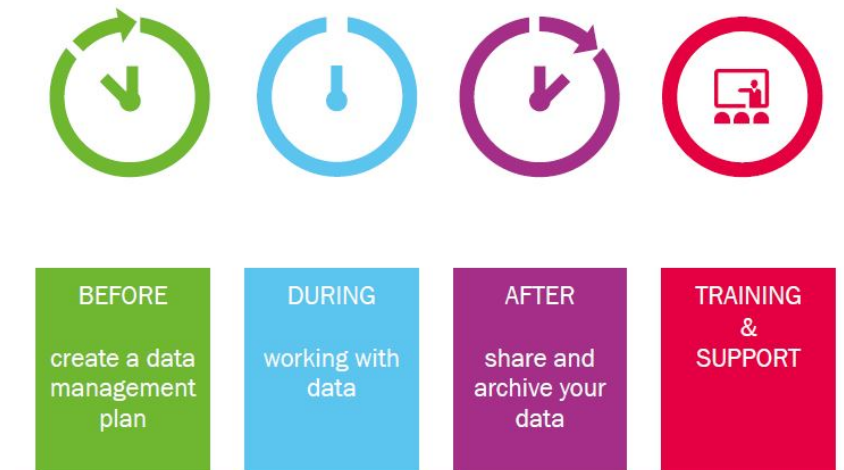 BEFORE
create a data
management
plan
DURING
working with
data
AFTER
share and
archive your
data
TRAINING
&
SUPPORT